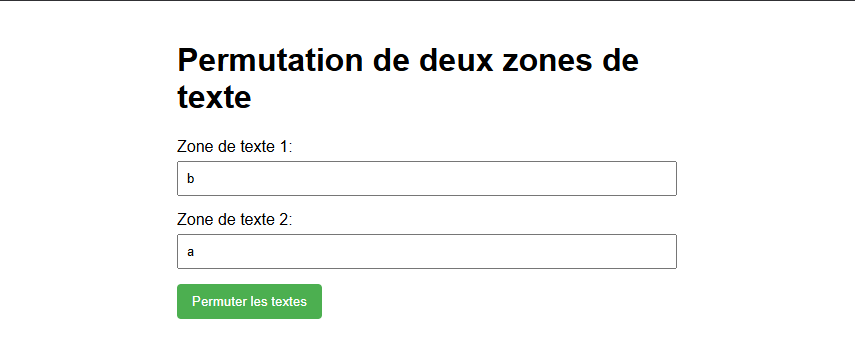 Permutation de deux zones de
texte
Zone de texte 1:
b
Zone de texte 2:
a
Permuter les textes